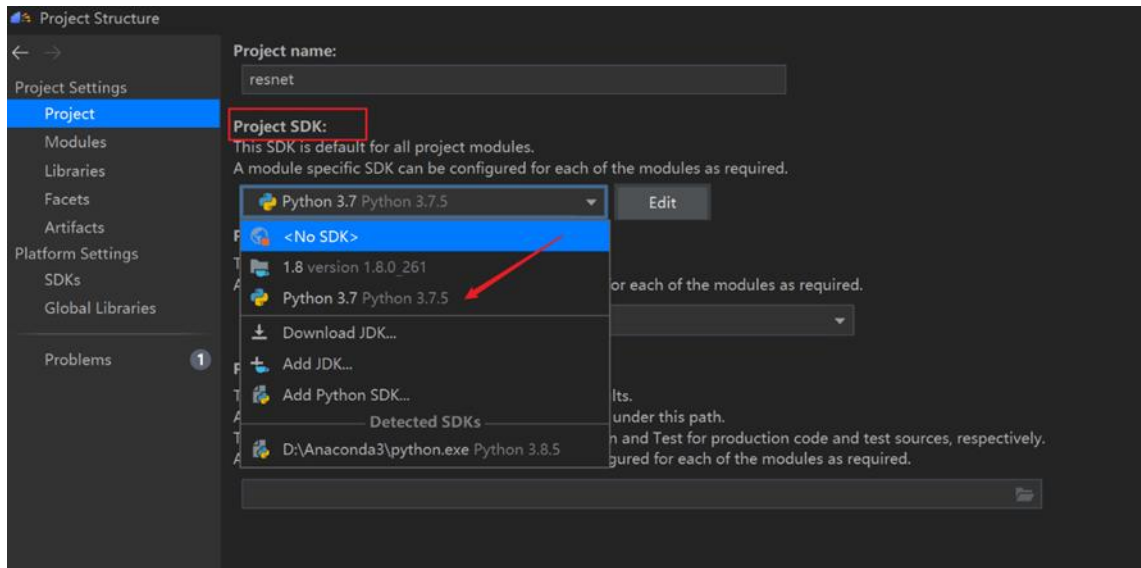 Project Structure
Project Settings
Project
Modules
Libraries
Facets
Artifacts
Platform Settings
SDKs
Global Libraries
Problems 1
Project name:
resnet
Project SDK:
This SDK is default for all project modules.
A module specific SDK can be configured for each of the modules as required.
Python 3.7 Python 3.7.5
Edit
<No SDK>
1.8 version 1.8.0_261
or each of the modules as required.
Python 3.7 Python 3.7.5
Download JDK...
Add JDK...
Add Python SDK...
lts.
under this path.
Detected SDKs
n and Test for production code and test sources, respectively.
D:\Anaconda3\python.exe Python 3.8.5
gured for each of the modules as required.